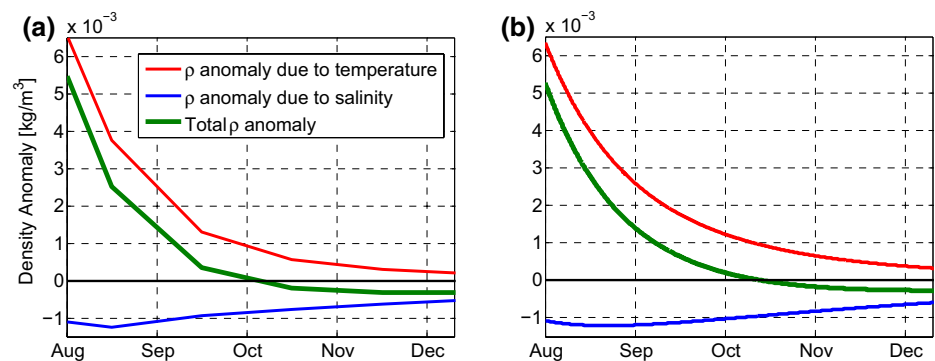 (a)
x 10⁻³
Density Anomaly [kg/m³]
6
5
4
3
2
1
0
−1
Aug Sep Oct Nov Dec
ρ anomaly due to temperature
ρ anomaly due to salinity
Total ρ anomaly
(b)
x 10⁻³
6
5
4
3
2
1
0
−1
Aug Sep Oct Nov Dec